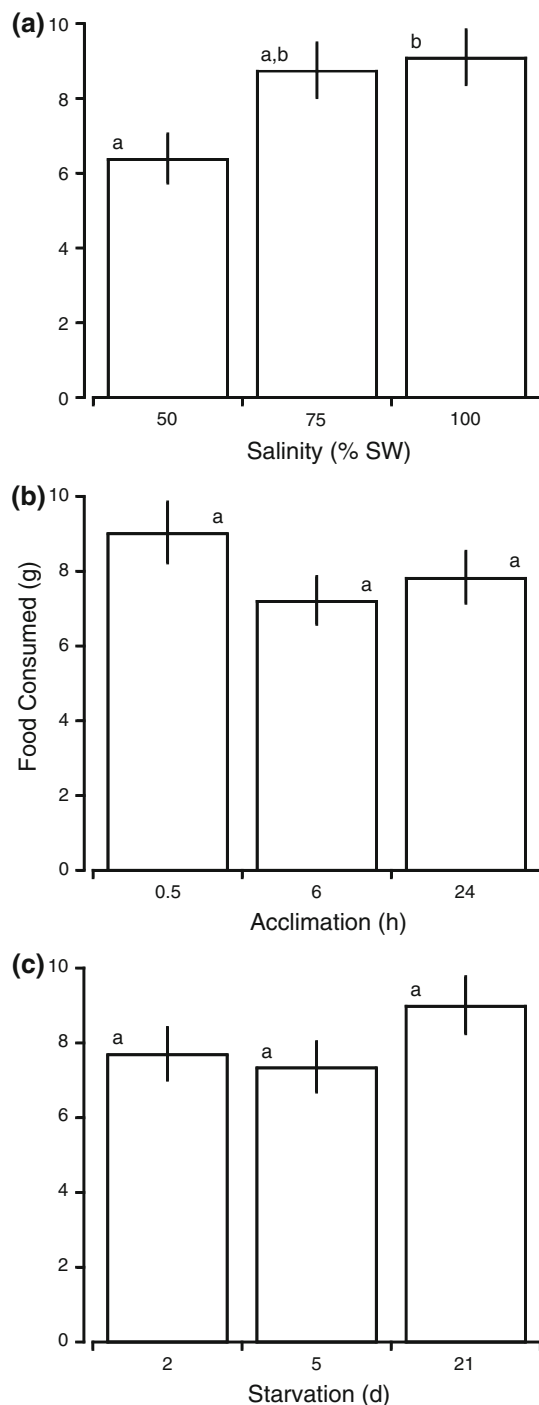 (a)
10
8
6
4
2
0
a
a,b
b
50 75 100
Salinity (% SW)
(b)
10
8
6
4
2
0
a
a
a
0.5 6 24
Acclimation (h)
Food Consumed (g)
(c)
10
8
6
4
2
0
a
a
a
2 5 21
Starvation (d)